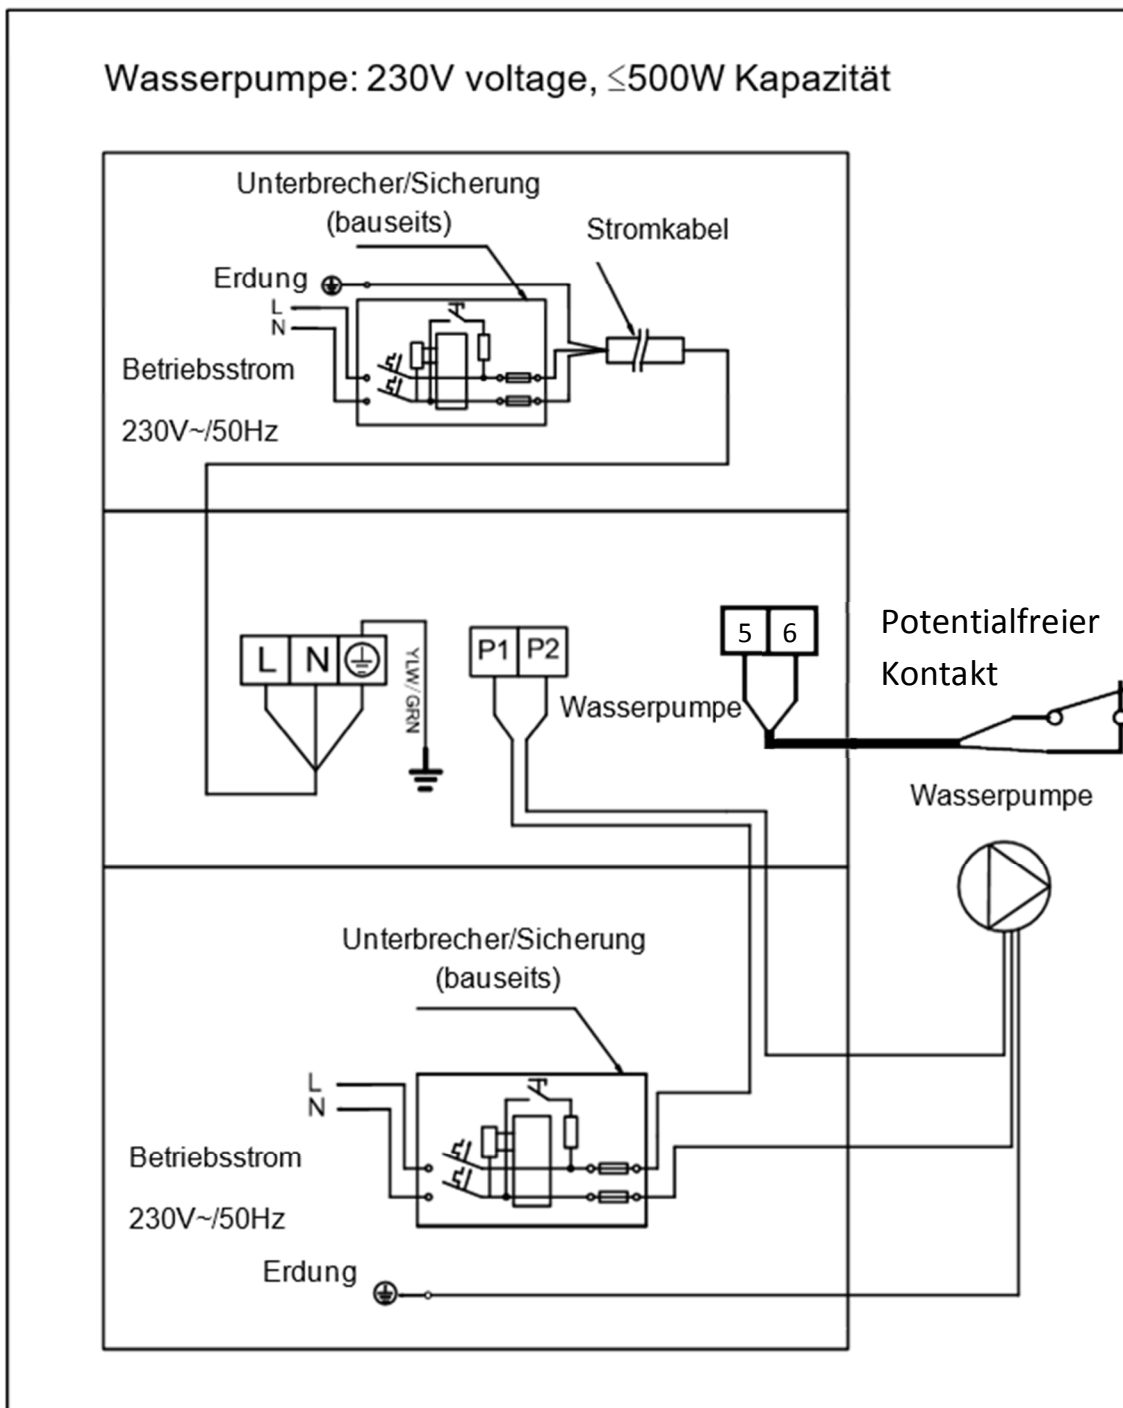 Wasserpumpe: 230V voltage, ≤500W Kapazität
Unterbrecher/Sicherung
(bauseits)
Stromkabel
Erdung
L
N
Betriebsstrom
230V~/50Hz
L N
YLW/GRN
P1 P2
Wasserpumpe
5 6
Potentialfreier
Kontakt
Wasserpumpe
Unterbrecher/Sicherung
(bauseits)
L
N
Betriebsstrom
230V~/50Hz
Erdung